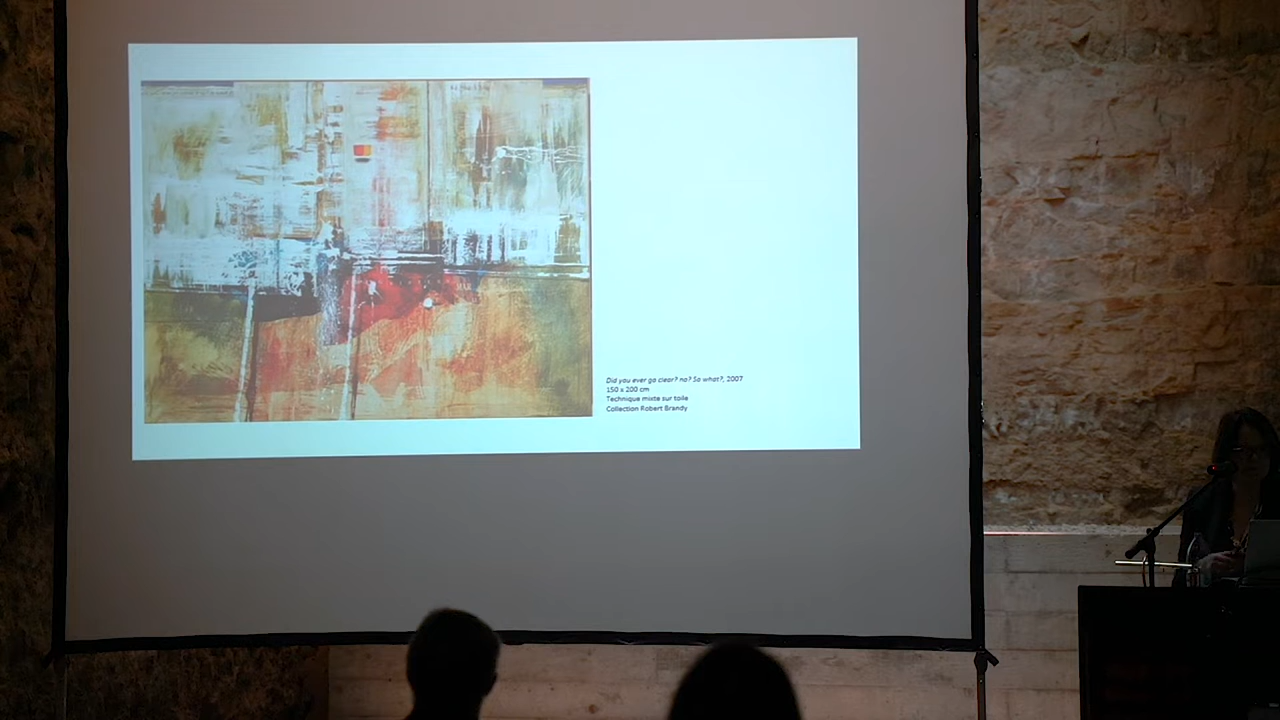 Did you ever go clear? no? So what?, 2007
150 x 200 cm
Technique mixte sur toile
Collection Robert Brandy